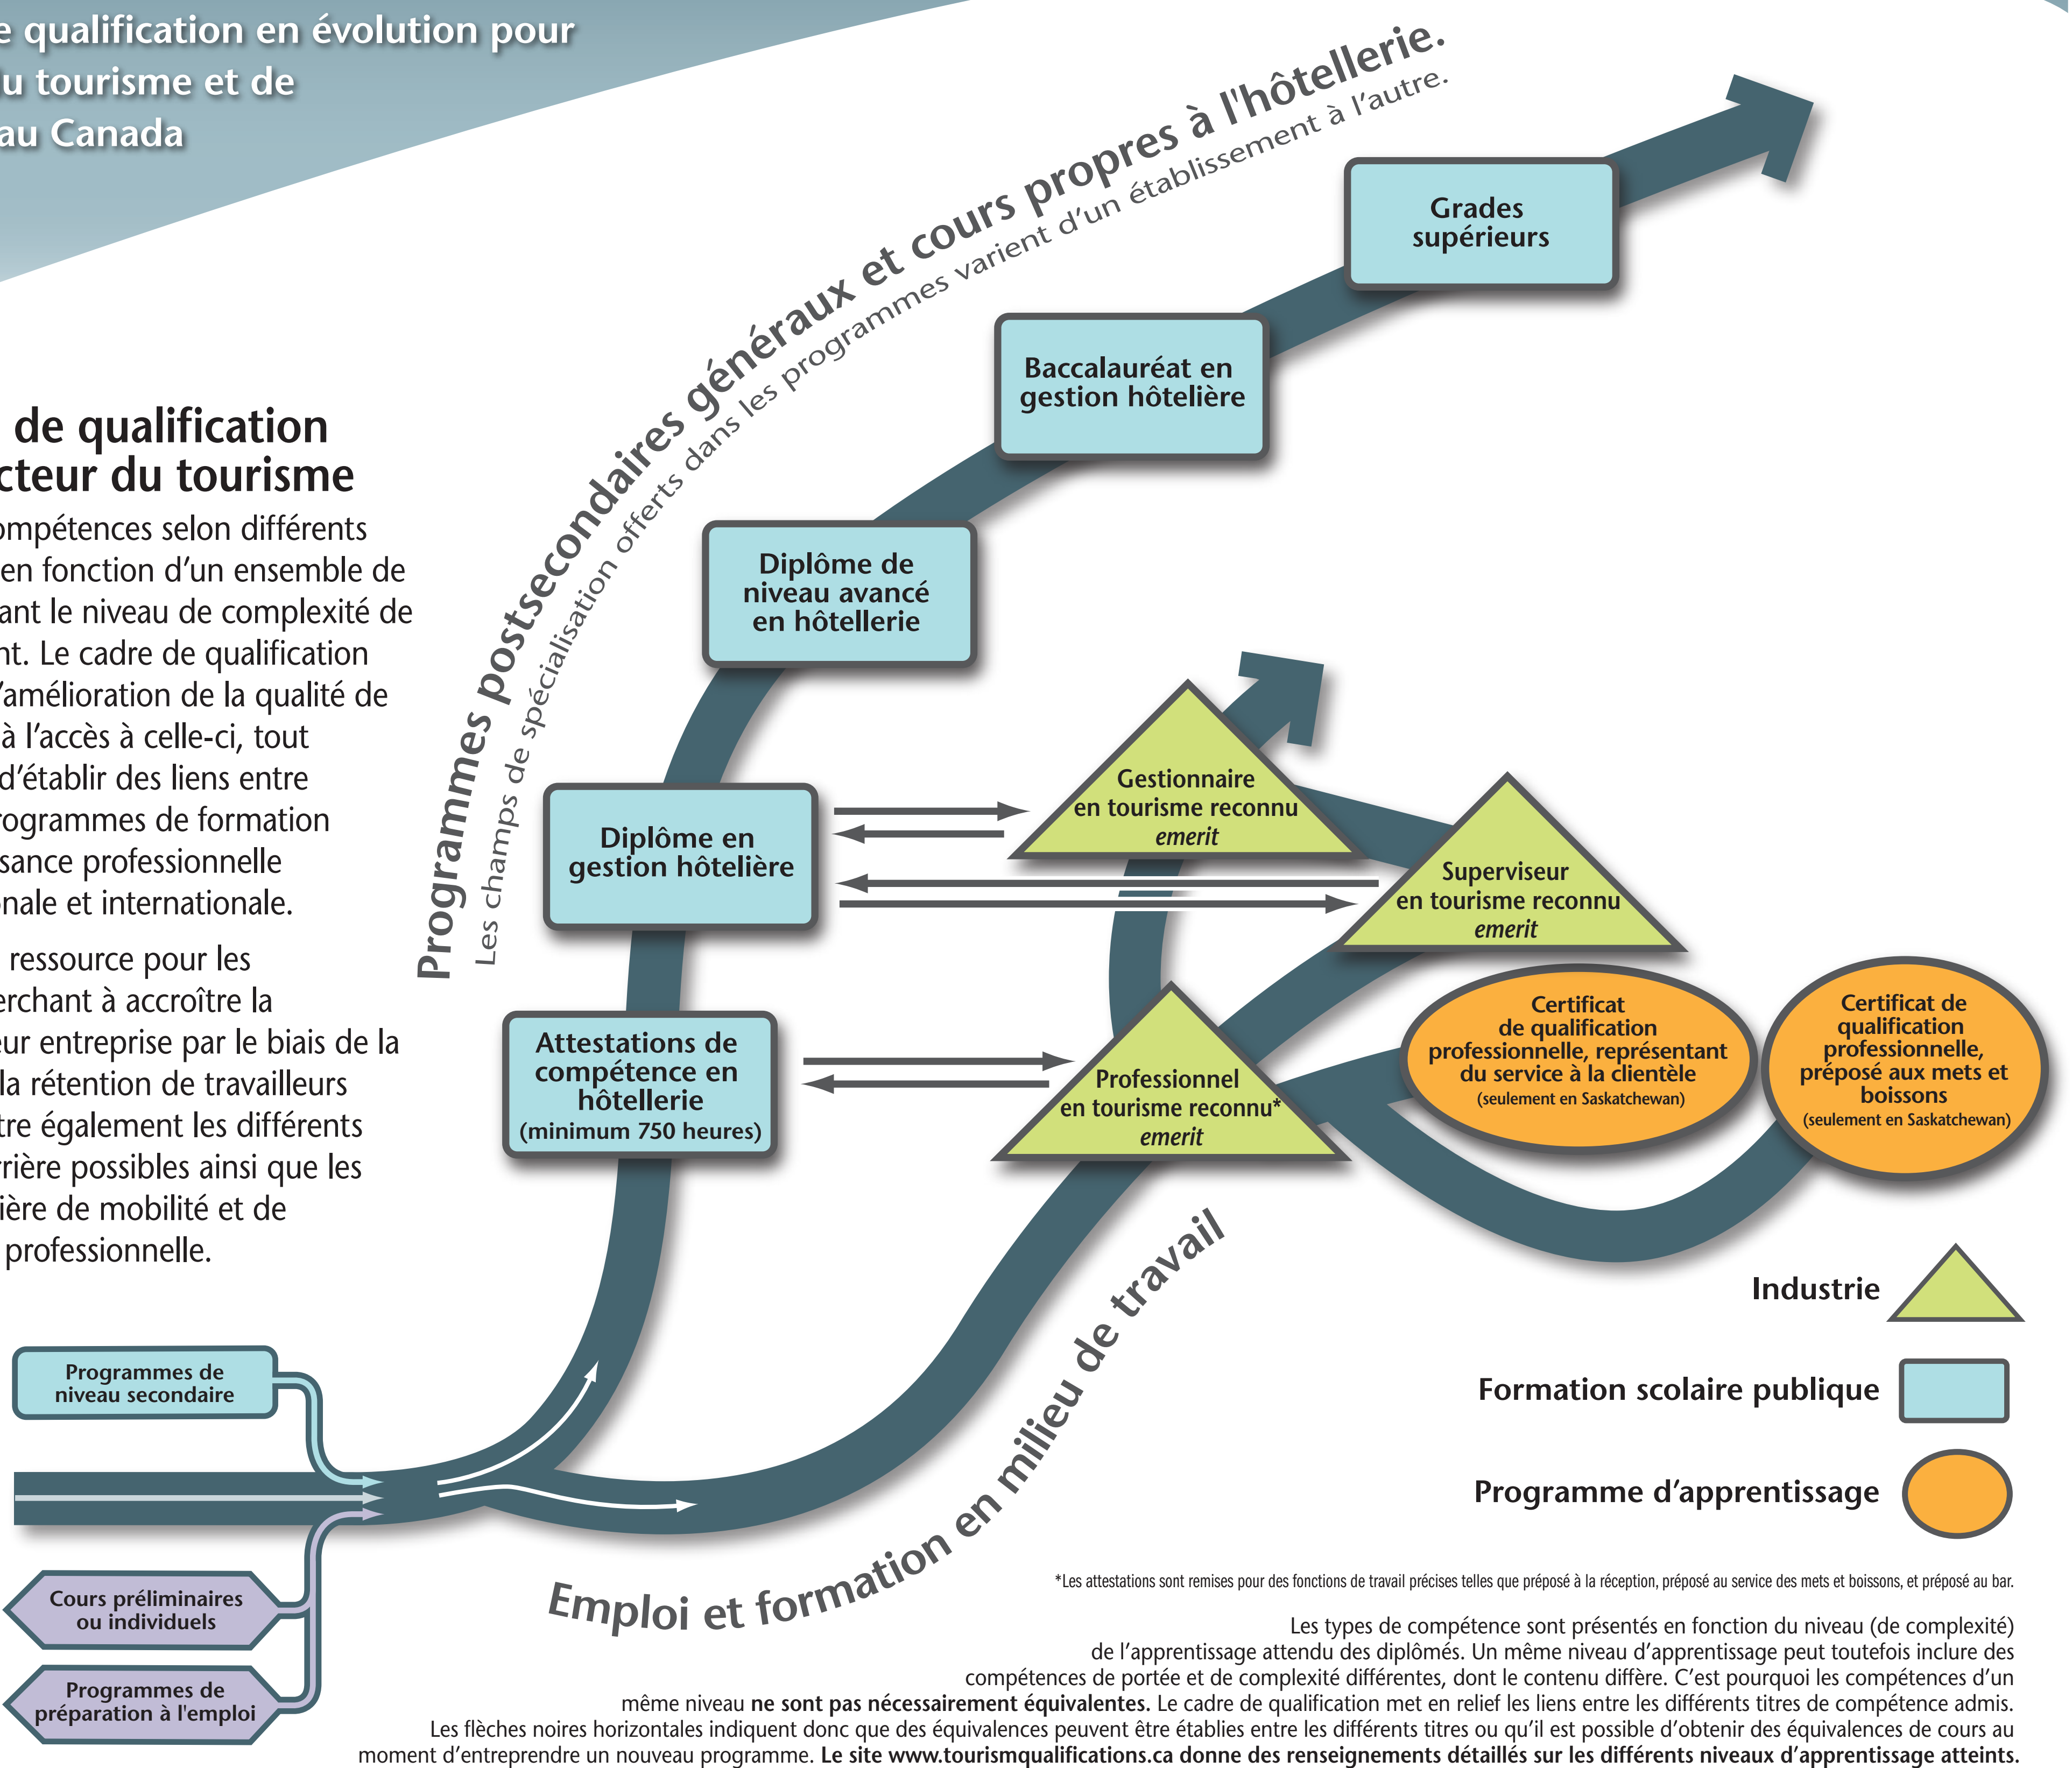 e qualification en évolution pour
u tourisme et de
au Canada
de qualification
cteur du tourisme
ompétences selon différents
en fonction d’un ensemble de
ant le niveau de complexité de
nt. Le cadre de qualification
’amélioration de la qualité de
à l’accès à celle-ci, tout
d’établir des liens entre
rogrammes de formation
sance professionnelle
onale et internationale.
ressource pour les
erchant à accroître la
eur entreprise par le biais de la
la rétention de travailleurs
tre également les différents
rrière possibles ainsi que les
ière de mobilité et de
professionnelle.
Programmes postsecondaires généraux et cours propres à l'hôtellerie.
Les champs de spécialisation offerts dans les programmes varient d’un établissement à l’autre.
Grades
supérieurs
Baccalauréat en
gestion hôtelière
Diplôme de
niveau avancé
en hôtellerie
Diplôme en
gestion hôtelière
Gestionnaire
en tourisme reconnu
emerit
Superviseur
en tourisme reconnu
emerit
Attestations de
compétence en
hôtellerie
(minimum 750 heures)
Professionnel
en tourisme reconnu*
emerit
Certificat
de qualification
professionnelle, représentant
du service à la clientèle
(seulement en Saskatchewan)
Certificat de
qualification
professionnelle,
préposé aux mets et
boissons
(seulement en Saskatchewan)
Emploi et formation en milieu de travail
Programmes de
niveau secondaire
Cours préliminaires
ou individuels
Programmes de
préparation à l'emploi
Industrie
Formation scolaire publique
Programme d’apprentissage
*Les attestations sont remises pour des fonctions de travail précises telles que préposé à la réception, préposé au service des mets et boissons, et préposé au bar.
Les types de compétence sont présentés en fonction du niveau (de complexité)
de l’apprentissage attendu des diplômés. Un même niveau d’apprentissage peut toutefois inclure des
compétences de portée et de complexité différentes, dont le contenu diffère. C’est pourquoi les compétences d’un
même niveau ne sont pas nécessairement équivalentes. Le cadre de qualification met en relief les liens entre les différents titres de compétence admis.
Les flèches noires horizontales indiquent donc que des équivalences peuvent être établies entre les différents titres ou qu’il est possible d’obtenir des équivalences de cours au
moment d’entreprendre un nouveau programme. Le site www.tourismqualifications.ca donne des renseignements détaillés sur les différents niveaux d’apprentissage atteints.